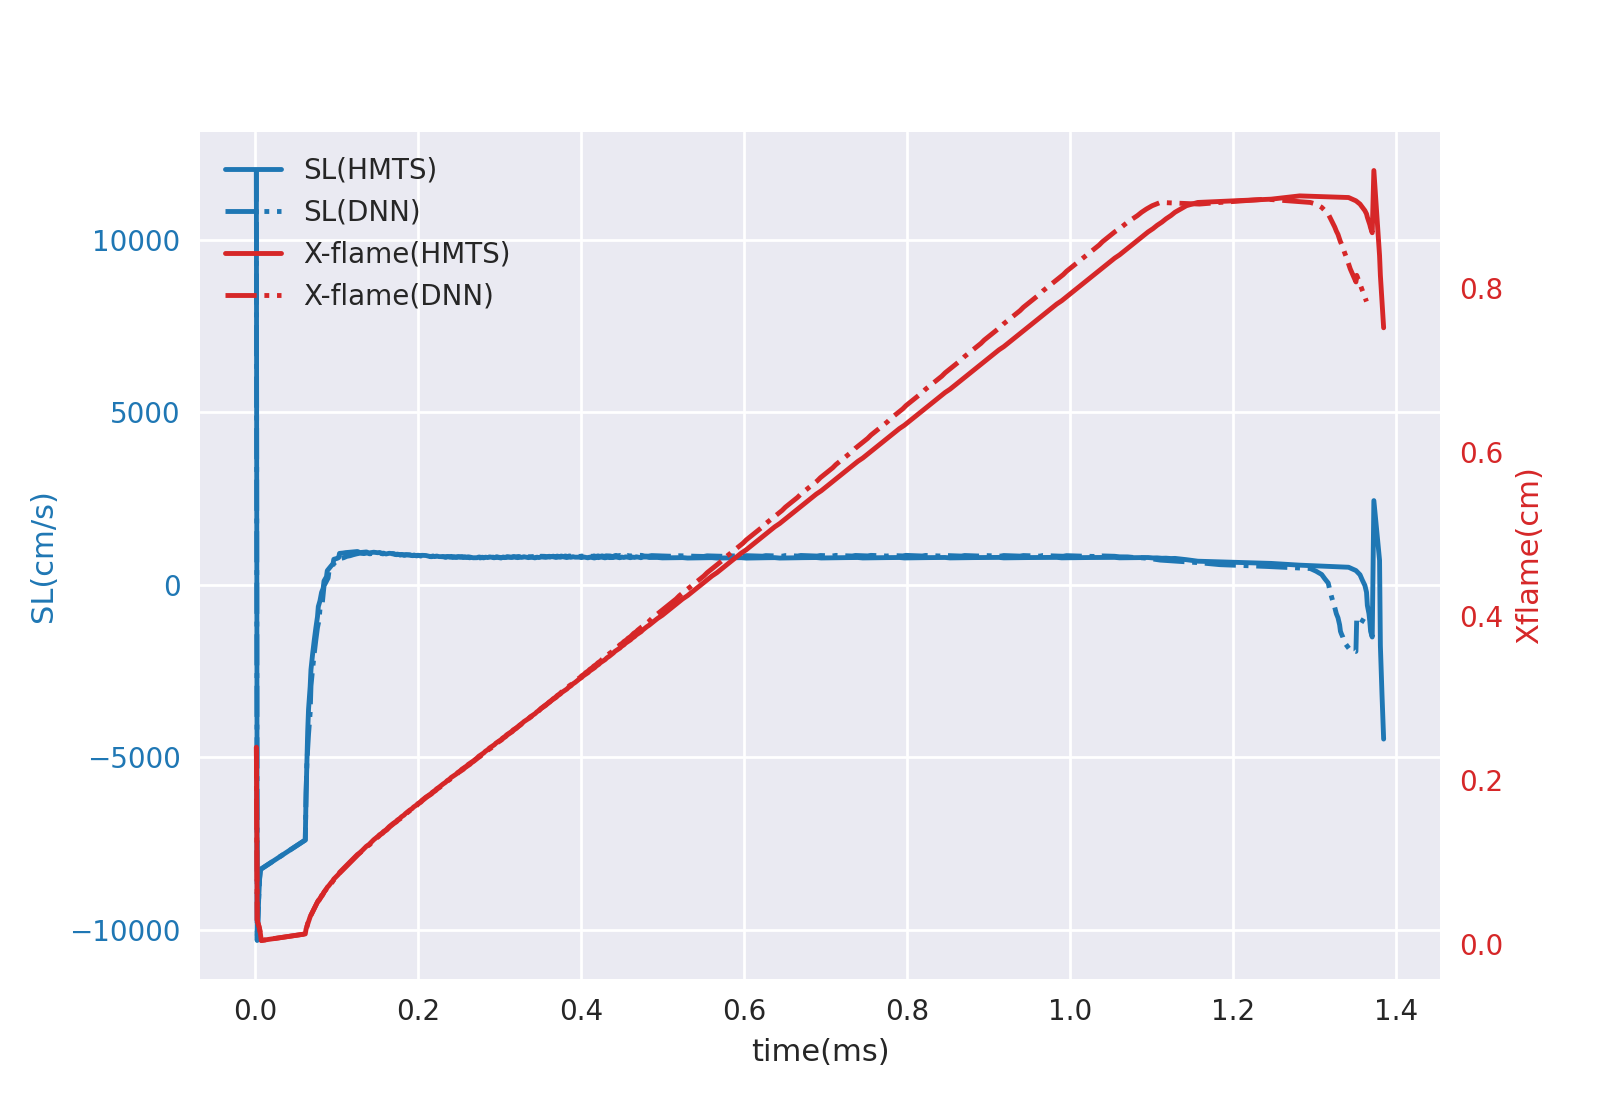 SL(HMTS)
SL(DNN)
X-flame(HMTS)
X-flame(DNN)
10000
5000
0
−5000
−10000
SL(cm/s)
0.8
0.6
0.4
0.2
0.0
Xflame(cm)
0.0 0.2 0.4 0.6 0.8 1.0 1.2 1.4
time(ms)